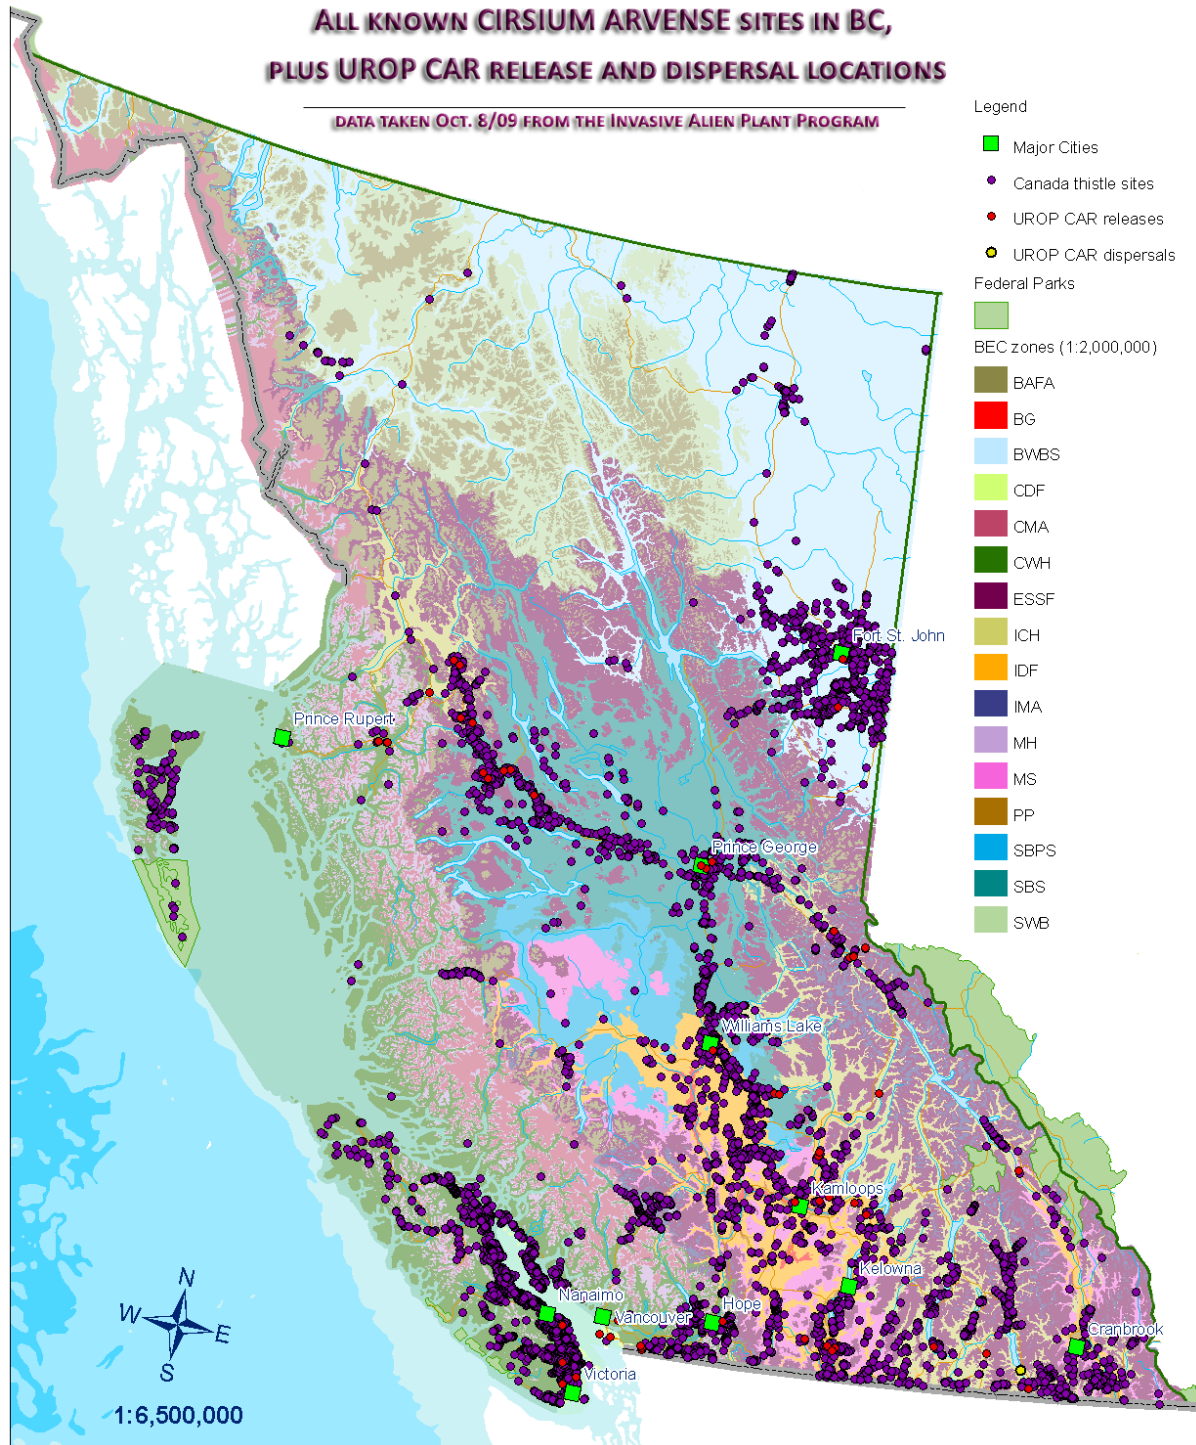 ALL KNOWN CIRSIUM ARVENSE SITES IN BC,
PLUS UROP CAR RELEASE AND DISPERSAL LOCATIONS
DATA TAKEN OCT. 8/09 FROM THE INVASIVE ALIEN PLANT PROGRAM
Legend
Major Cities
Canada thistle sites
UROP CAR releases
UROP CAR dispersals
Federal Parks
BEC zones (1:2,000,000)
BAFA
BG
BWBS
CDF
CMA
CWH
ESSF
ICH
IDF
IMA
MH
MS
PP
SBPS
SBS
SWB
Fort St. John
Prince Rupert
Prince George
Williams Lake
Kamloops
Kelowna
Nanaimo
Vancouver
Hope
Cranbrook
Victoria
N
W
E
S
1:6,500,000